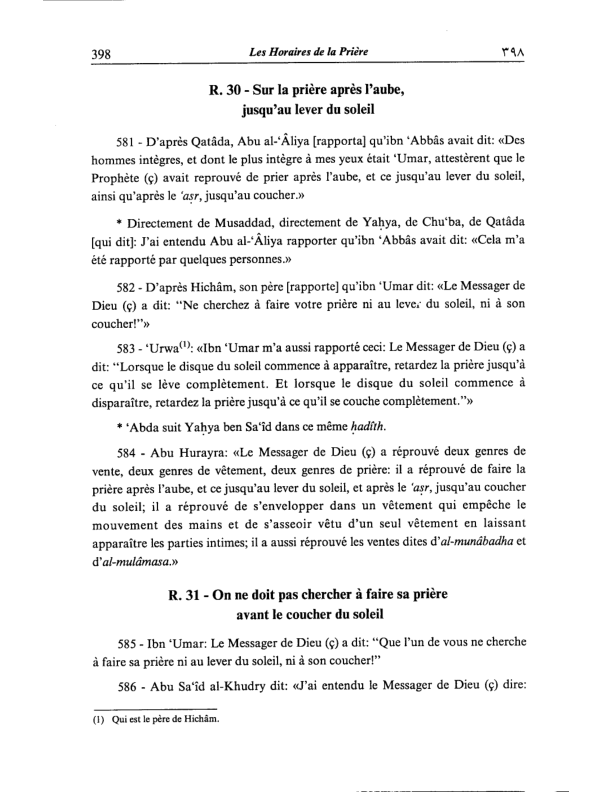 398 Les Horaires de la Prière ٣٩٨
R. 30 - Sur la prière après l'aube,
jusqu'au lever du soleil
581 - D'après Qatâda, Abu al-‘Âliya [rapporta] qu'ibn ‘Abbâs avait dit: «Des
hommes intègres, et dont le plus intègre à mes yeux était ‘Umar, attestèrent que le
Prophète (ç) avait reprouvé de prier après l'aube, et ce jusqu'au lever du soleil,
ainsi qu'après le ‘aṣr, jusqu'au coucher.»
* Directement de Musaddad, directement de Yaḥya, de Chu‘ba, de Qatâda
[qui dit]: J'ai entendu Abu al-‘Âliya rapporter qu'ibn ‘Abbâs avait dit: «Cela m'a
été rapporté par quelques personnes.»
582 - D'après Hichâm, son père [rapporte] qu'ibn ‘Umar dit: «Le Messager de
Dieu (ç) a dit: “Ne cherchez à faire votre prière ni au lever du soleil, ni à son
coucher!”»
583 - ‘Urwa(1): «Ibn ‘Umar m'a aussi rapporté ceci: Le Messager de Dieu (ç) a
dit: “Lorsque le disque du soleil commence à apparaître, retardez la prière jusqu'à
ce qu'il se lève complètement. Et lorsque le disque du soleil commence à
disparaître, retardez la prière jusqu'à ce qu'il se couche complètement.”»
* ‘Abda suit Yaḥya ben Sa‘îd dans ce même ḥadîth.
584 - Abu Hurayra: «Le Messager de Dieu (ç) a réprouvé deux genres de
vente, deux genres de vêtement, deux genres de prière: il a réprouvé de faire la
prière après l'aube, et ce jusqu'au lever du soleil, et après le ‘aṣr, jusqu'au coucher
du soleil; il a réprouvé de s'envelopper dans un vêtement qui empêche le
mouvement des mains et de s'asseoir vêtu d'un seul vêtement en laissant
apparaître les parties intimes; il a aussi réprouvé les ventes dites d'al-munâbadha et
d'al-mulâmasa.»
R. 31 - On ne doit pas chercher à faire sa prière
avant le coucher du soleil
585 - Ibn ‘Umar: Le Messager de Dieu (ç) a dit: “Que l'un de vous ne cherche
à faire sa prière ni au lever du soleil, ni à son coucher!”
586 - Abu Sa‘îd al-Khudry dit: «J'ai entendu le Messager de Dieu (ç) dire:
(1) Qui est le père de Hichâm.